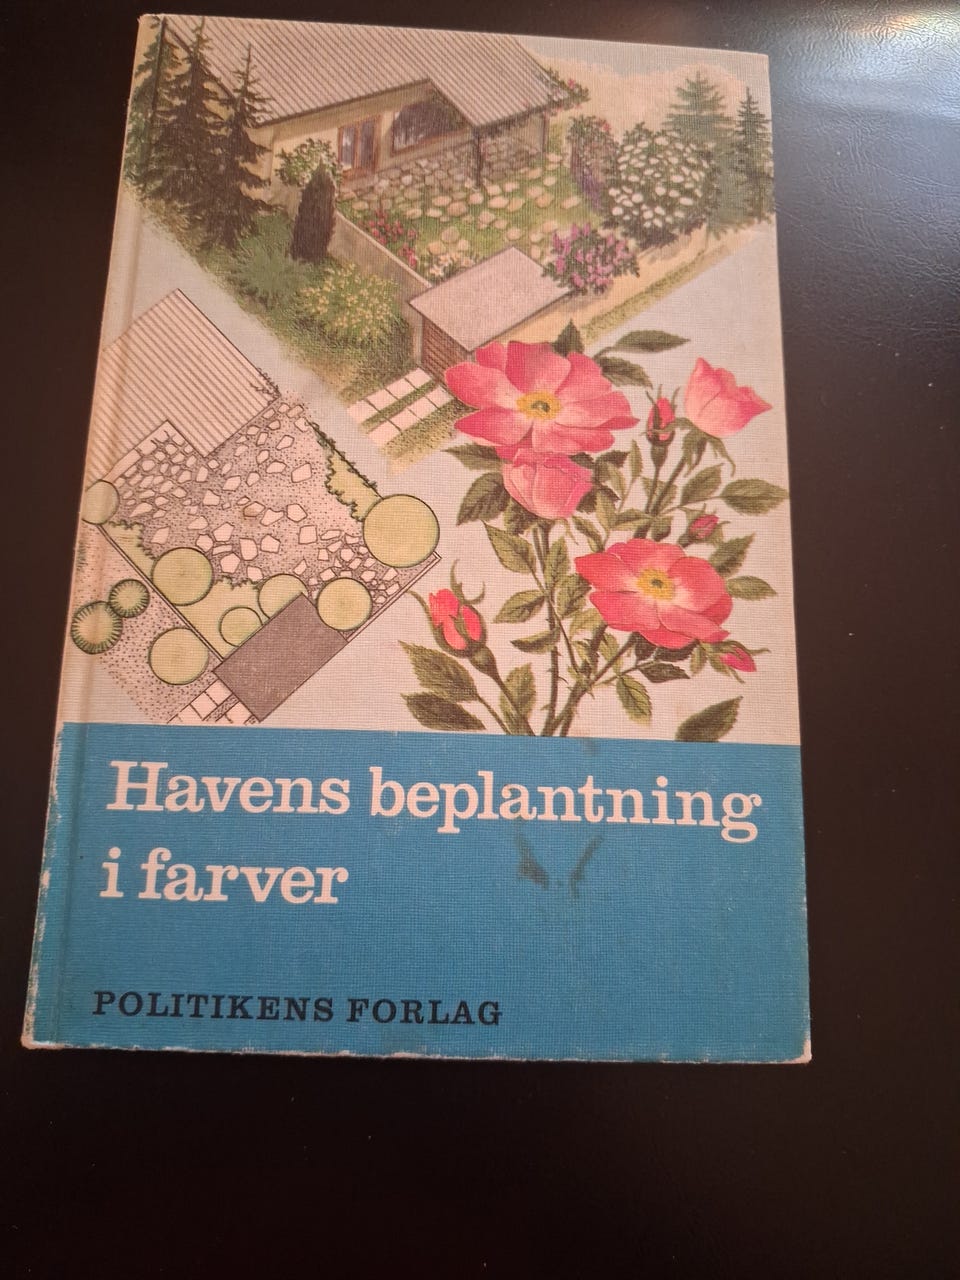 Havens beplantning
i farver
POLITIKENS FORLAG